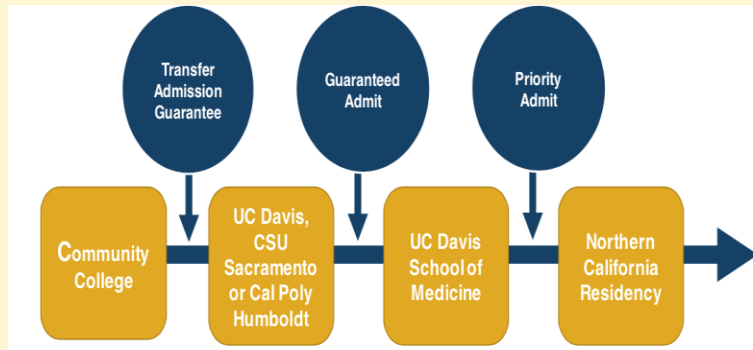 Transfer
Admission
Guarantee
Guaranteed
Admit
Priority
Admit
Community
College
UC Davis,
CSU
Sacramento
or Cal Poly
Humboldt
UC Davis
School of
Medicine
Northern
California
Residency